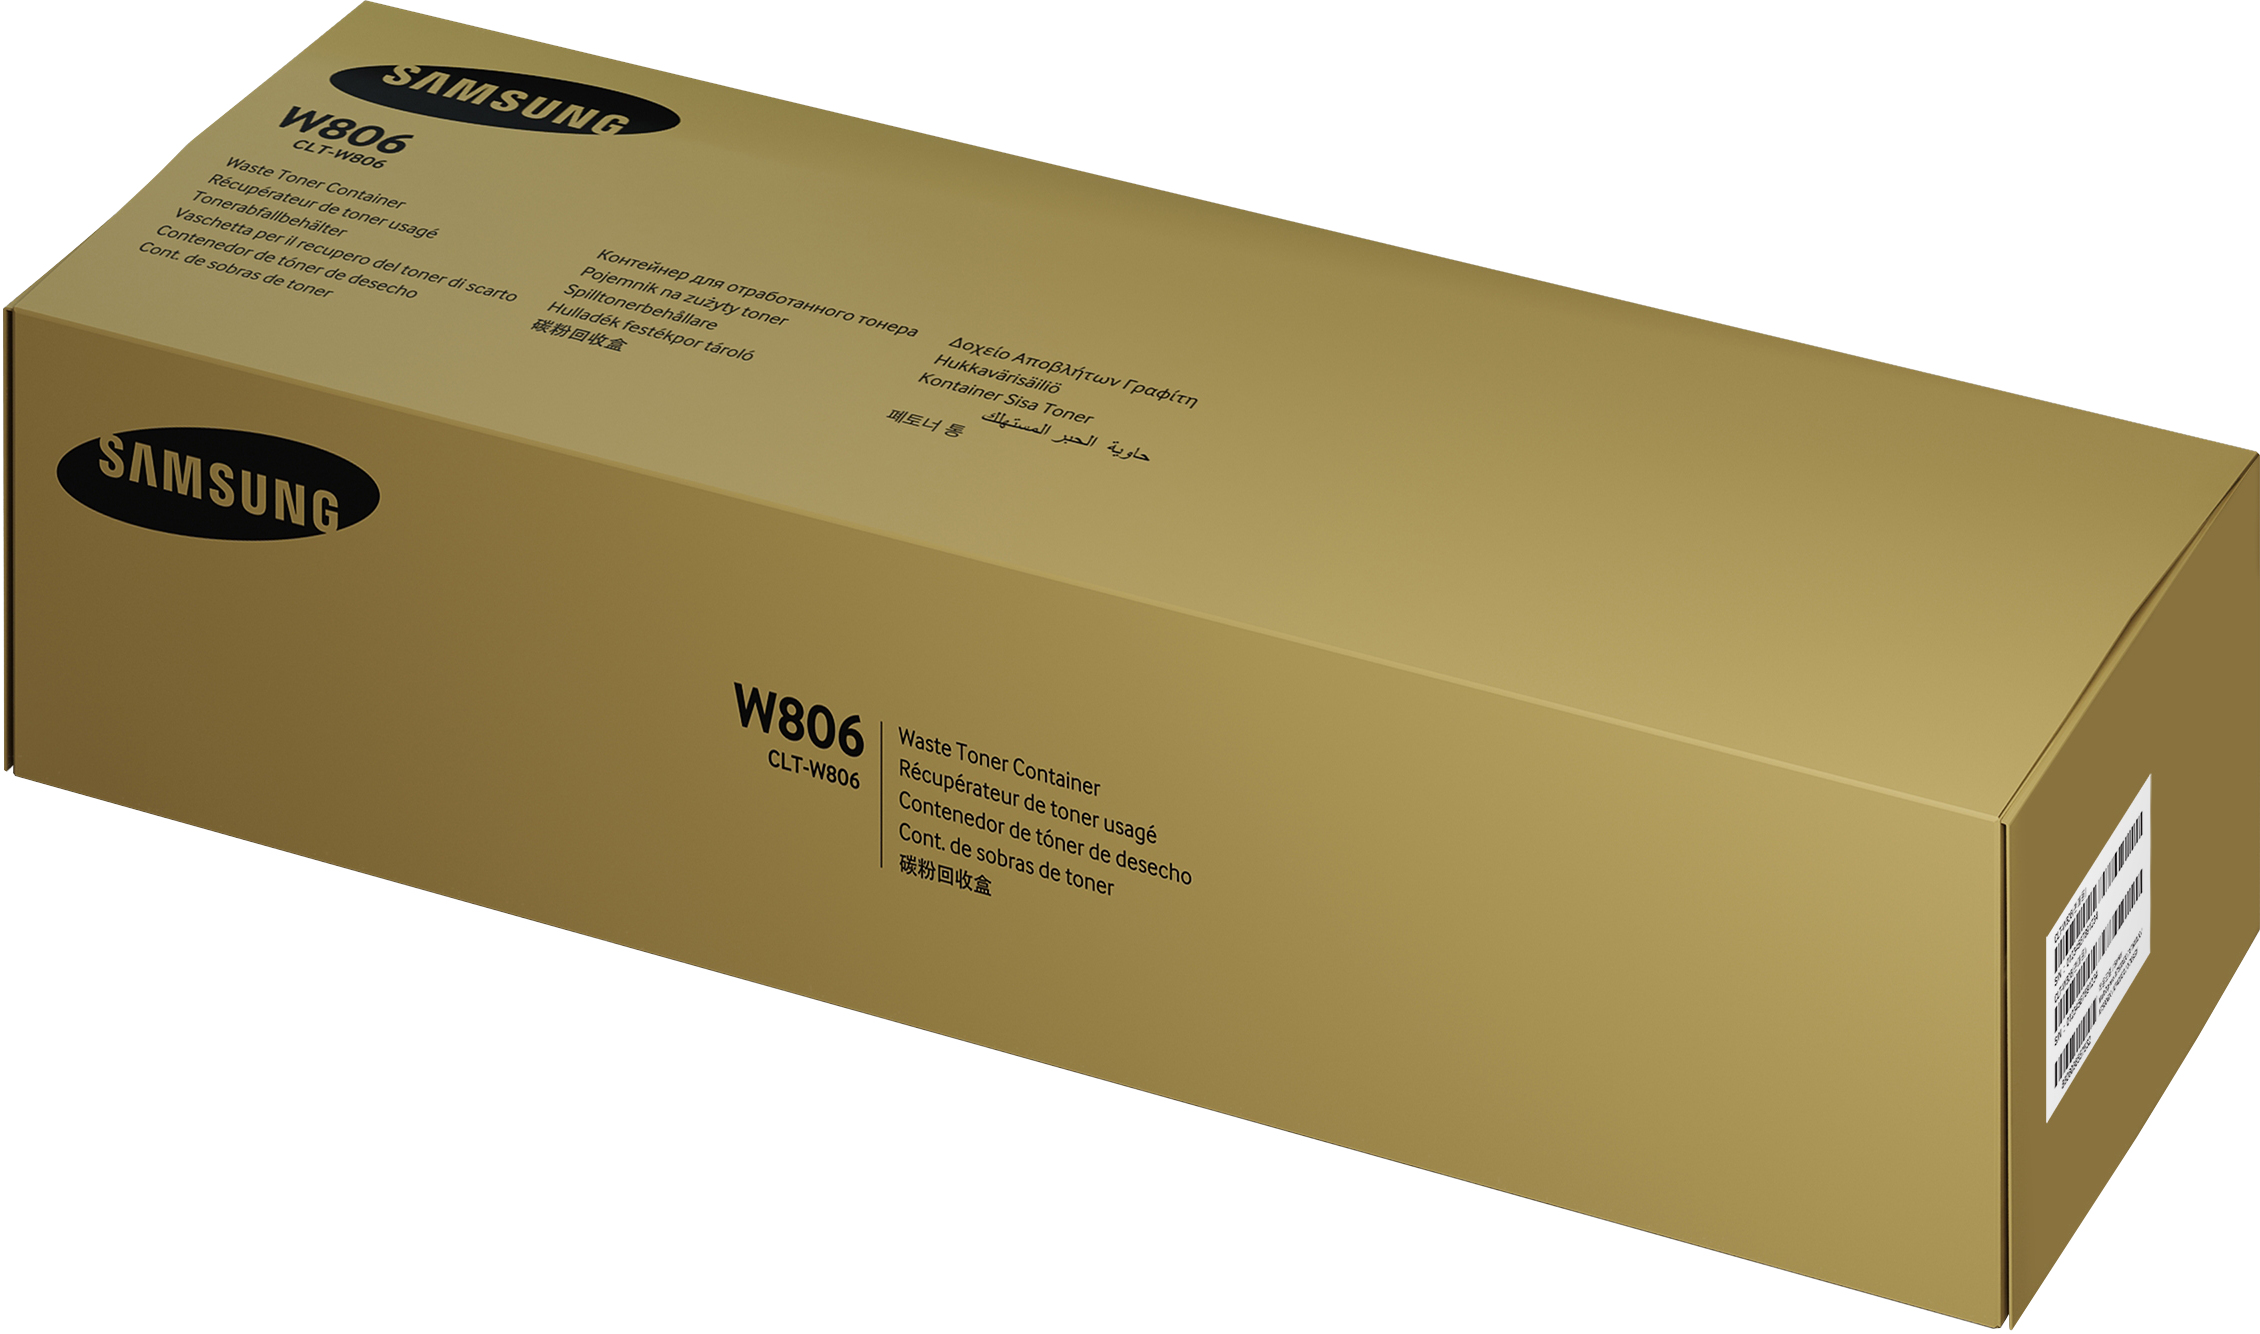 SAMSUNG
W806
CLT-W806
Waste Toner Container
Récupérateur de toner usagé
Tonerabfallbehälter
Vaschetta per il recupero del toner di scarto
Contenedor de tóner de desecho
Cont. de sobras de toner
Контейнер для отработанного тонера
Pojemnik na zużyty toner
Spilltonerbehållare
Hulladék festékpor tároló
碳粉回收盒
Δοχείο Αποβλήτων Γραφίτη
Hukkavärisäiliö
Kontainer Sisa Toner
حاوية الحبر المستهلك
폐토너 통
SAMSUNG
W806
CLT-W806
Waste Toner Container
Récupérateur de toner usagé
Contenedor de tóner de desecho
Cont. de sobras de toner
碳粉回收盒